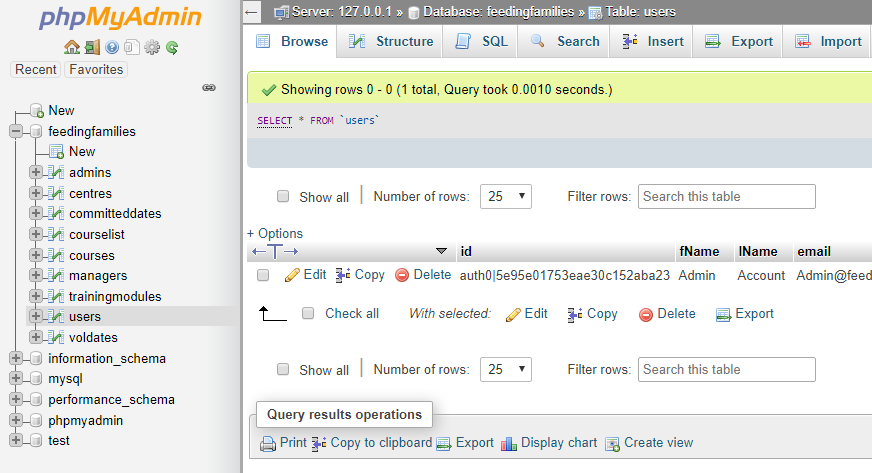 phpMyAdmin
Recent Favorites
New
feedingfamilies
New
admins
centres
committeddates
courselist
courses
managers
trainingmodules
users
voldates
information_schema
mysql
performance_schema
phpmyadmin
test
Server: 127.0.0.1 » Database: feedingfamilies » Table: users
Browse Structure SQL Search Insert Export Import
Showing rows 0 - 0 (1 total, Query took 0.0010 seconds.)
SELECT * FROM `users`
Show all | Number of rows: 25 Filter rows: Search this table
+ Options
←T→ id fName lName email
Edit Copy Delete auth0|5e95e01753eae30c152aba23 Admin Account Admin@feed
Check all With selected: Edit Copy Delete Export
Show all | Number of rows: 25 Filter rows: Search this table
Query results operations
Print Copy to clipboard Export Display chart Create view